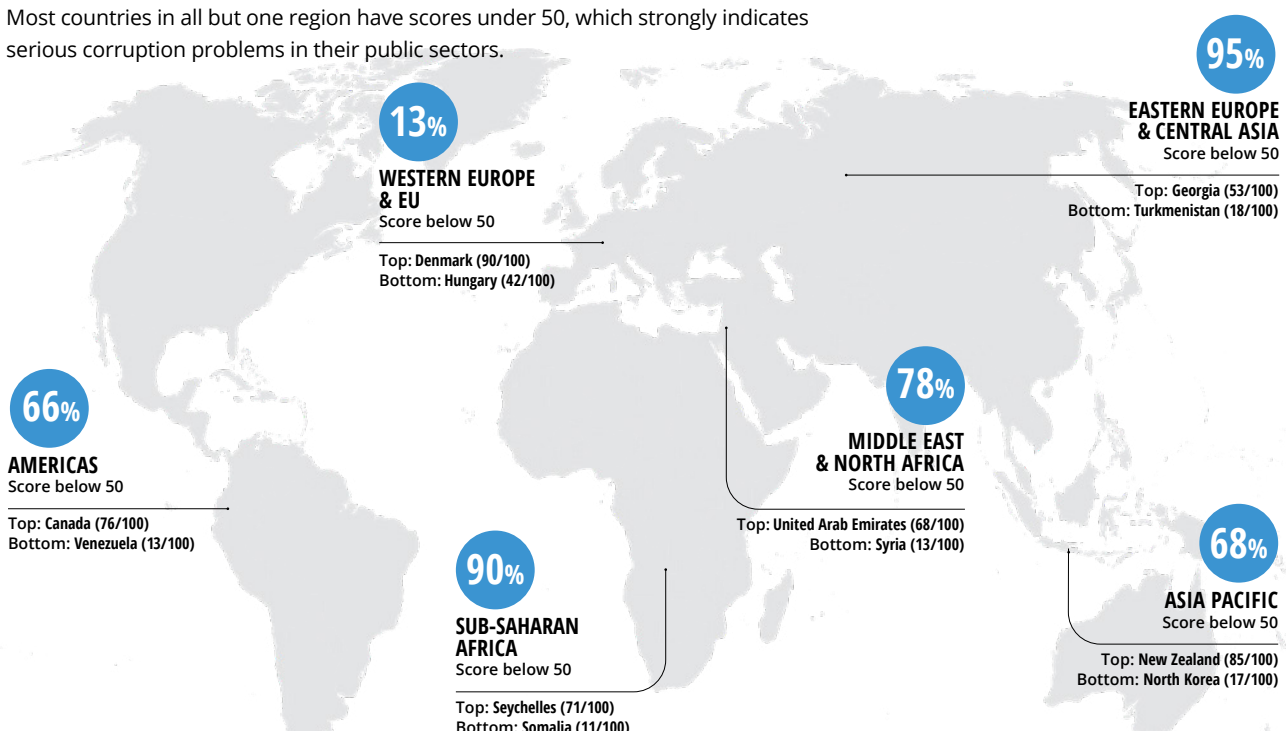 Most countries in all but one region have scores under 50, which strongly indicates
serious corruption problems in their public sectors.
95%
EASTERN EUROPE
& CENTRAL ASIA
Score below 50
Top: Georgia (53/100)
Bottom: Turkmenistan (18/100)
13%
WESTERN EUROPE
& EU
Score below 50
Top: Denmark (90/100)
Bottom: Hungary (42/100)
66%
AMERICAS
Score below 50
Top: Canada (76/100)
Bottom: Venezuela (13/100)
78%
MIDDLE EAST
& NORTH AFRICA
Score below 50
Top: United Arab Emirates (68/100)
Bottom: Syria (13/100)
90%
SUB-SAHARAN
AFRICA
Score below 50
Top: Seychelles (71/100)
Bottom: Somalia (11/100)
68%
ASIA PACIFIC
Score below 50
Top: New Zealand (85/100)
Bottom: North Korea (17/100)